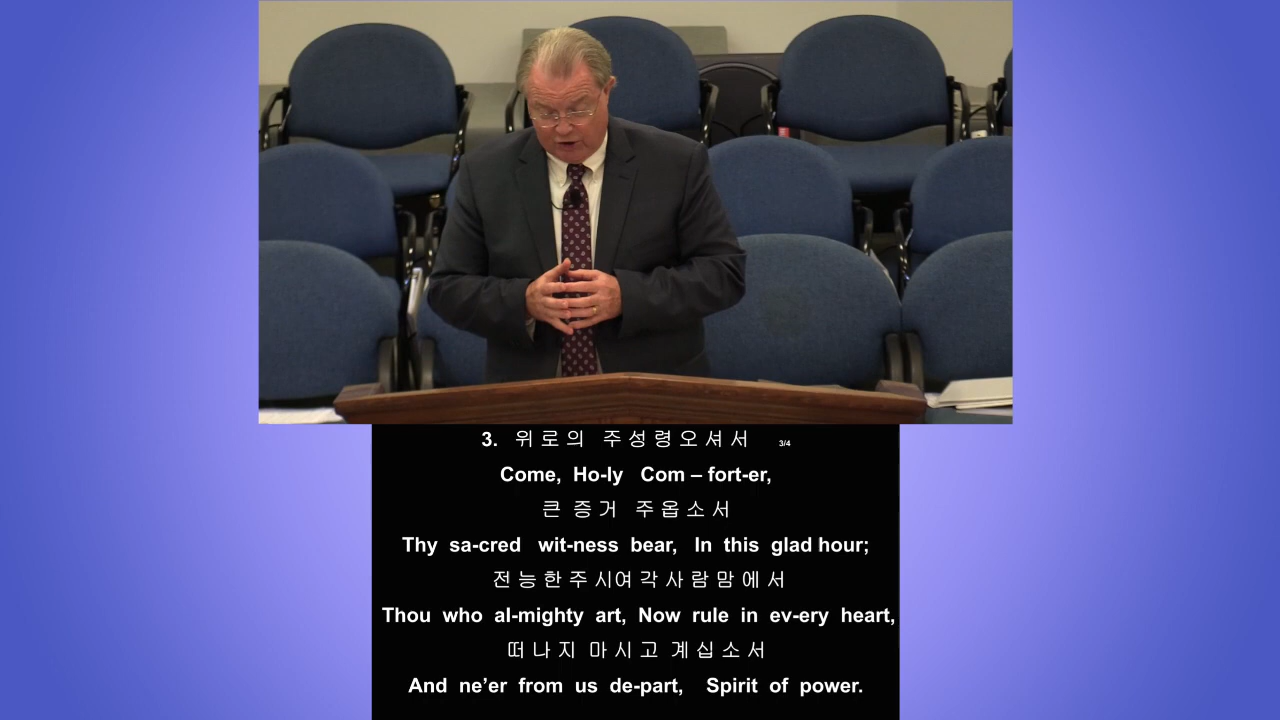 3. 위로의 주성령오셔서 3/4
Come, Ho-ly Com – fort-er,
큰 증거 주옵소서
Thy sa-cred wit-ness bear, In this glad hour;
전능한주시여각사람맘에서
Thou who al-mighty art, Now rule in ev-ery heart,
떠나지 마시고 계십소서
And ne’er from us de-part, Spirit of power.